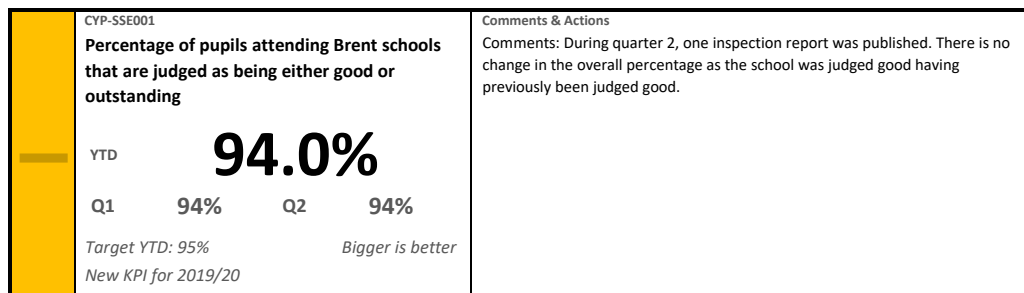 CYP-SSE001
Percentage of pupils attending Brent schools
that are judged as being either good or
outstanding
YTD 94.0%
Q1 94% Q2 94%
Target YTD: 95% Bigger is better
New KPI for 2019/20
Comments & Actions
Comments: During quarter 2, one inspection report was published. There is no
change in the overall percentage as the school was judged good having
previously been judged good.